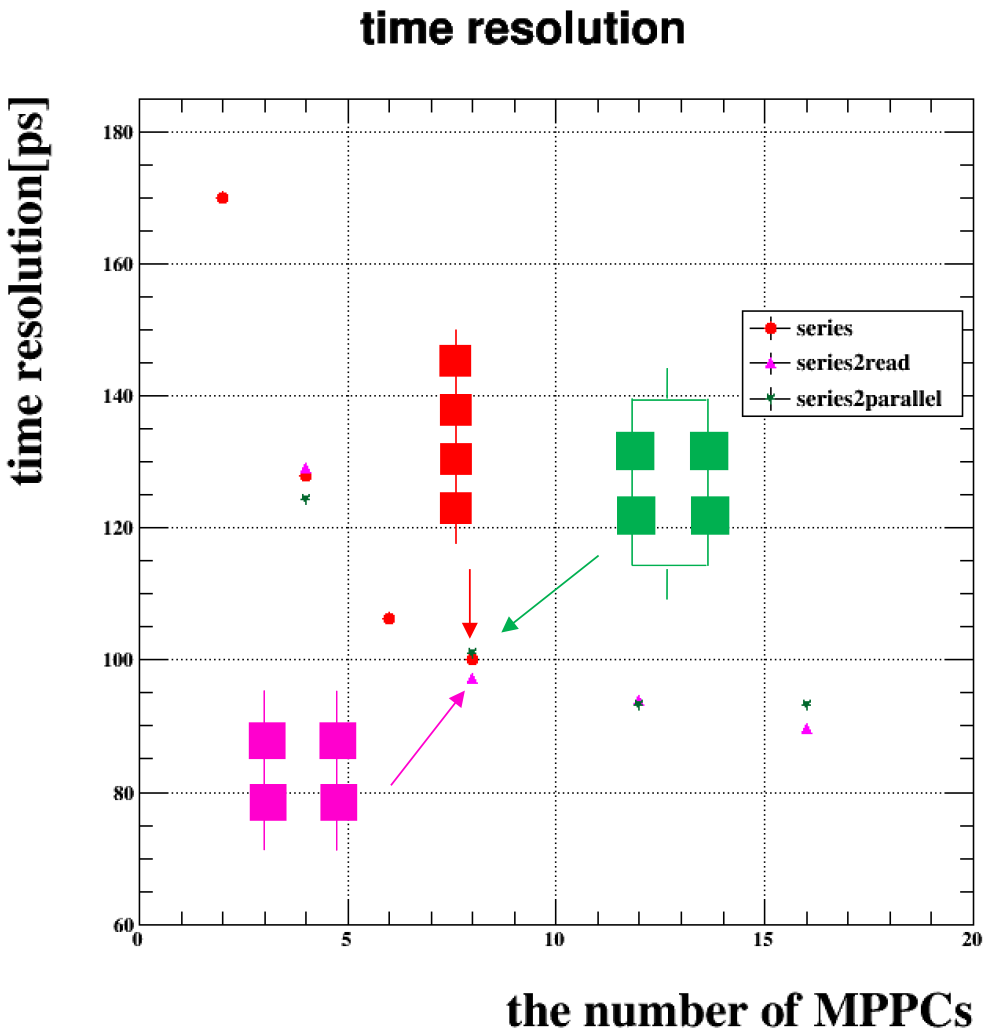 time resolution
time resolution[ps]
180
160
140
120
100
80
60
series
series2read
series2parallel
0 5 10 15 20
the number of MPPCs